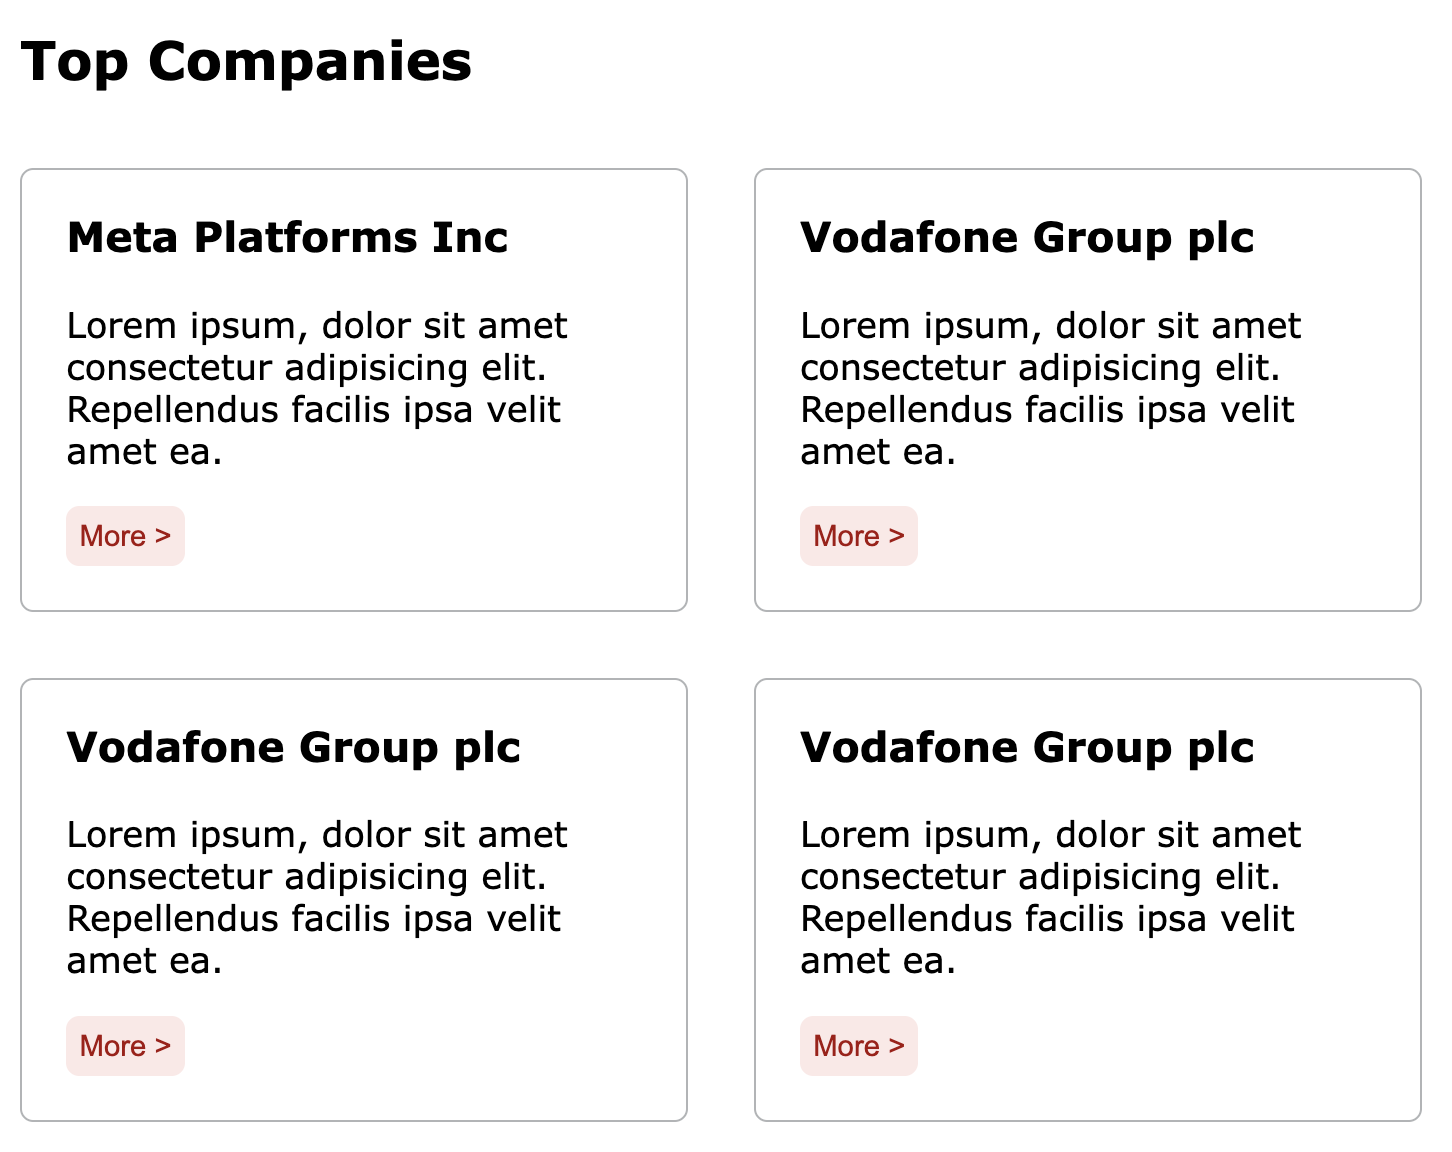 Top Companies
Meta Platforms Inc
Lorem ipsum, dolor sit amet
consectetur adipisicing elit.
Repellendus facilis ipsa velit
amet ea.
More >
Vodafone Group plc
Lorem ipsum, dolor sit amet
consectetur adipisicing elit.
Repellendus facilis ipsa velit
amet ea.
More >
Vodafone Group plc
Lorem ipsum, dolor sit amet
consectetur adipisicing elit.
Repellendus facilis ipsa velit
amet ea.
More >
Vodafone Group plc
Lorem ipsum, dolor sit amet
consectetur adipisicing elit.
Repellendus facilis ipsa velit
amet ea.
More >